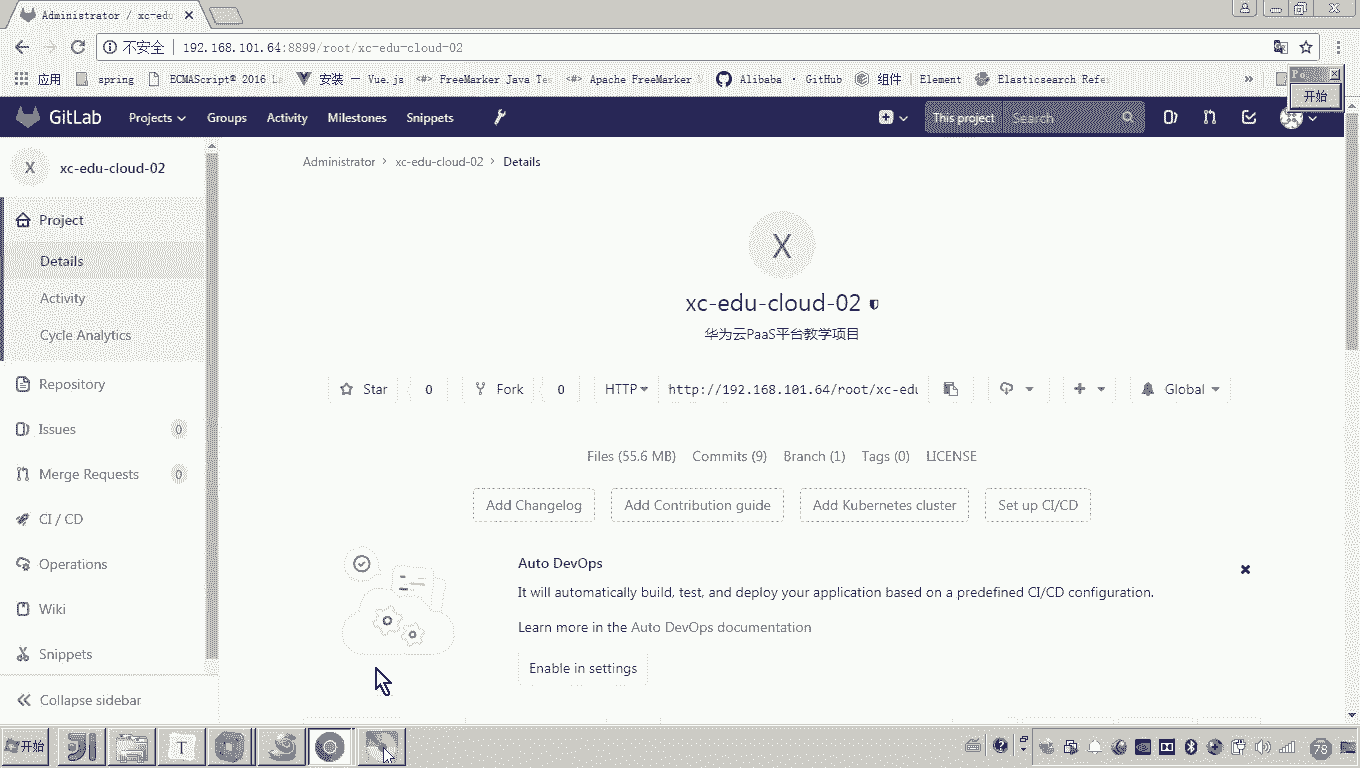 Administrator / xc-edu
不安全 192.168.101.64:8899/root/xc-edu-cloud-02
应用 spring ECMAScript® 2016 安装 — Vue.js FreeMarker Java Te Apache FreeMarker Alibaba · GitHub 组件 | Element Elasticsearch Refe »
开始
GitLab Projects Groups Activity Milestones Snippets This project Search
xc-edu-cloud-02
Administrator > xc-edu-cloud-02 > Details
Project
Details
Activity
Cycle Analytics
Repository
Issues 0
Merge Requests 0
CI / CD
Operations
Wiki
Snippets
Collapse sidebar
X
X
xc-edu-cloud-02
华为云PaaS平台教学项目
Star 0 Fork 0 HTTP http://192.168.101.64/root/xc-edu Global
Files (55.6 MB) Commits (9) Branch (1) Tags (0) LICENSE
Add Changelog Add Contribution guide Add Kubernetes cluster Set up CI/CD
Auto DevOps
It will automatically build, test, and deploy your application based on a predefined CI/CD configuration.
Learn more in the Auto DevOps documentation
Enable in settings
开始 T 78